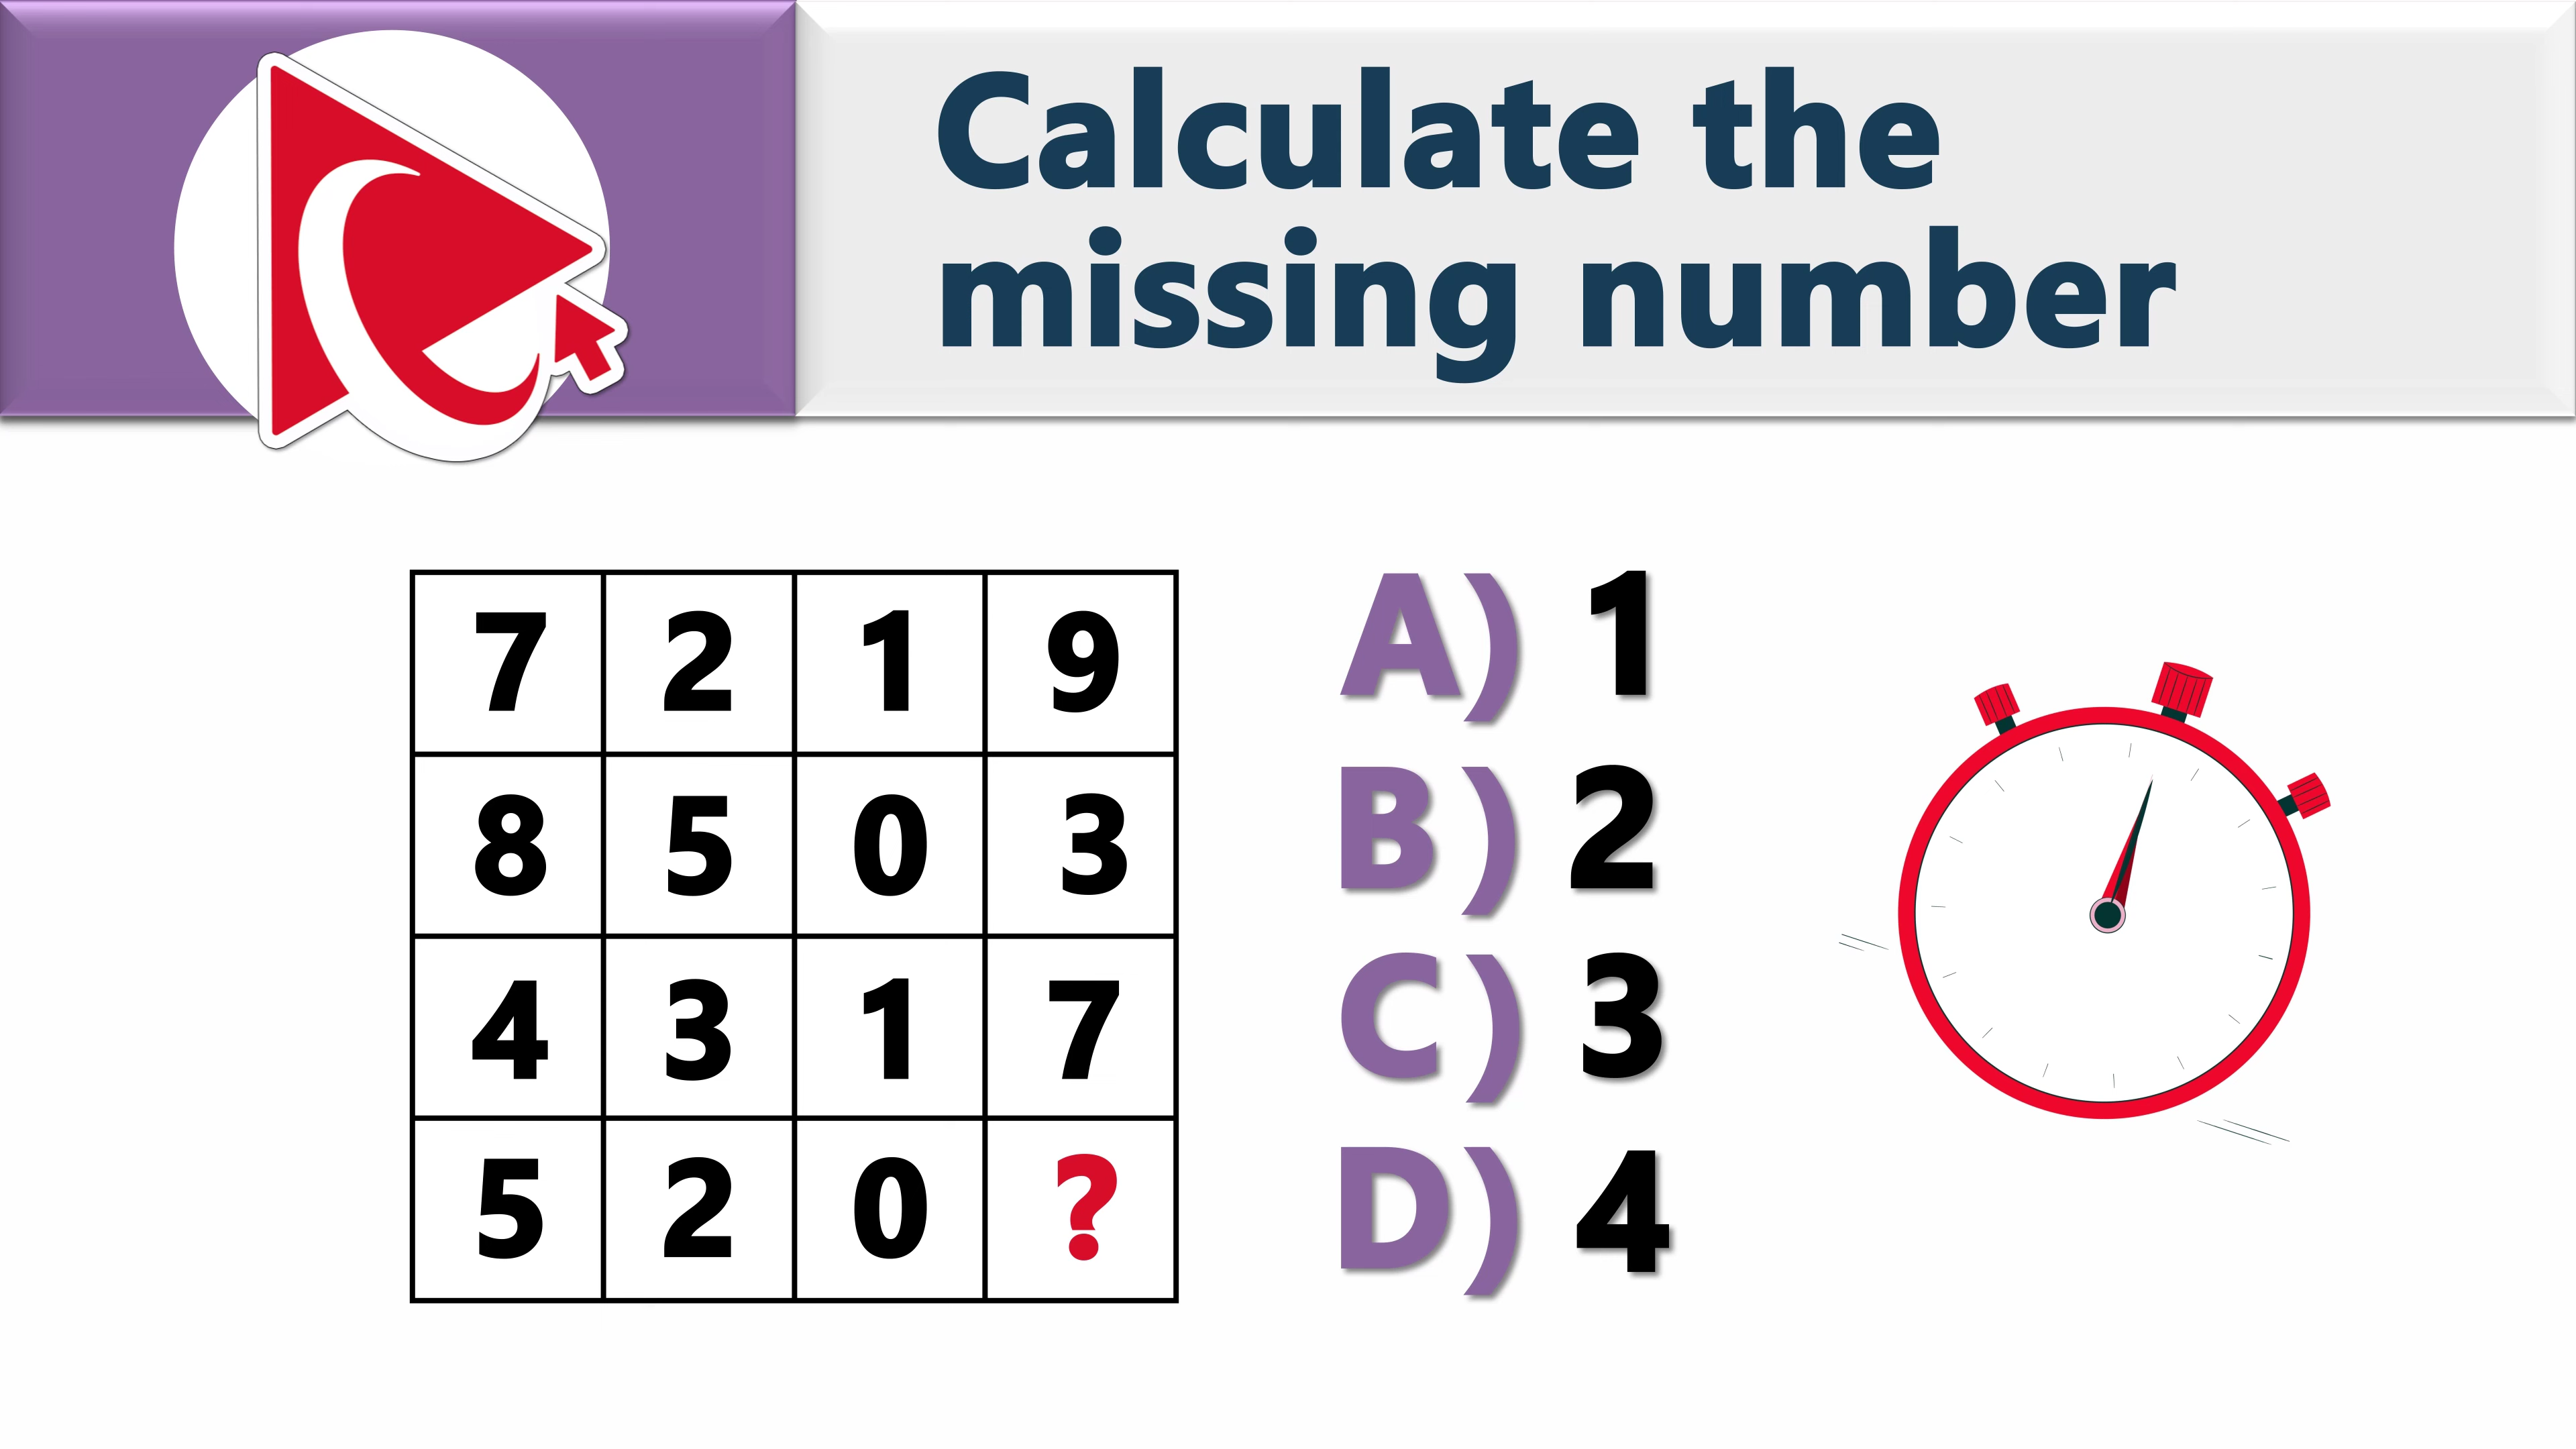 Calculate the
missing number
7 2 1 9
8 5 0 3
4 3 1 7
5 2 0 ?
A) 1
B) 2
C) 3
D) 4